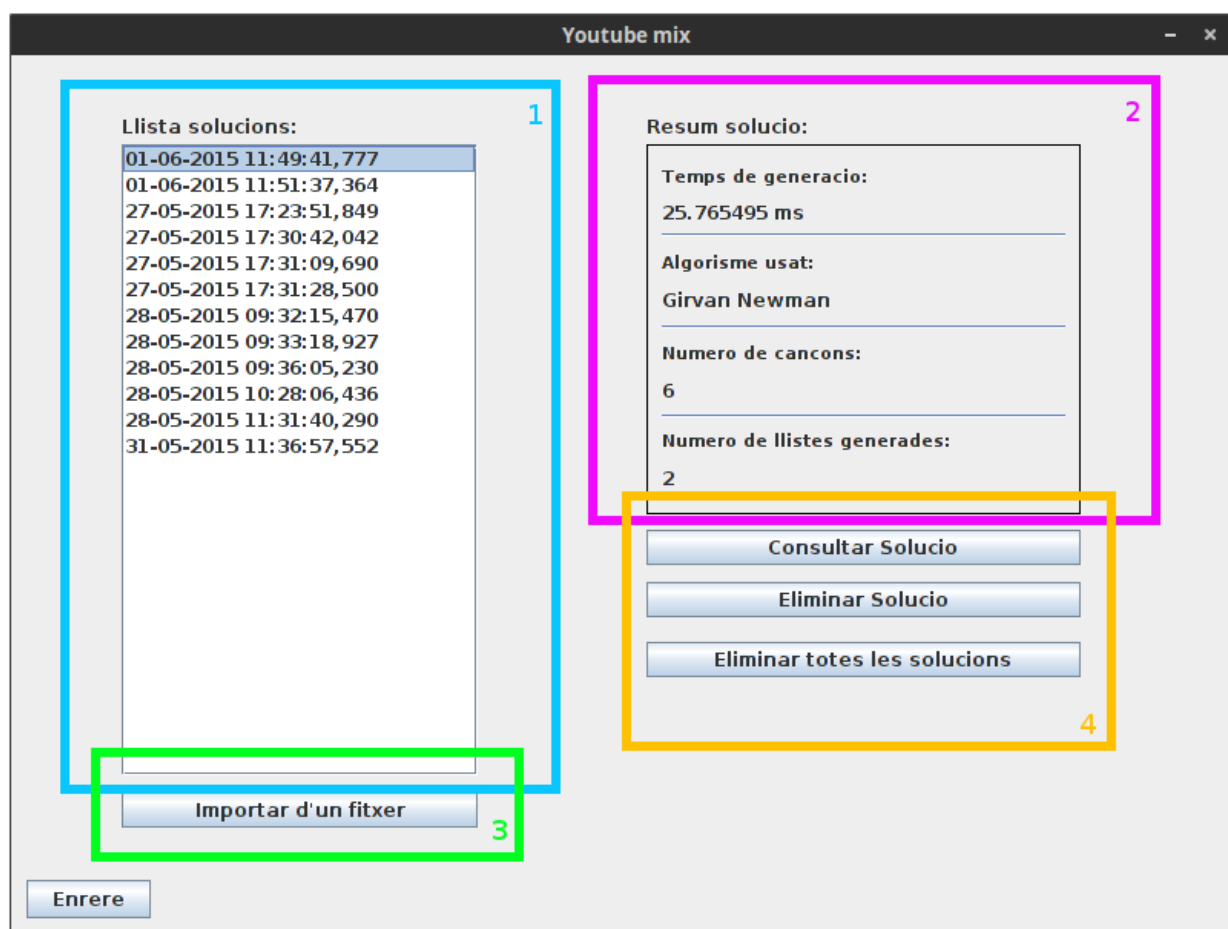 Youtube mix
1
Llista solucions:
01-06-2015 11:49:41,777
01-06-2015 11:51:37,364
27-05-2015 17:23:51,849
27-05-2015 17:30:42,042
27-05-2015 17:31:09,690
27-05-2015 17:31:28,500
28-05-2015 09:32:15,470
28-05-2015 09:33:18,927
28-05-2015 09:36:05,230
28-05-2015 10:28:06,436
28-05-2015 11:31:40,290
31-05-2015 11:36:57,552
Importar d'un fitxer
3
Enrere
2
Resum solucio:
Temps de generacio:
25.765495 ms
Algorisme usat:
Girvan Newman
Numero de cancons:
6
Numero de llistes generades:
2
Consultar Solucio
Eliminar Solucio
Eliminar totes les solucions
4